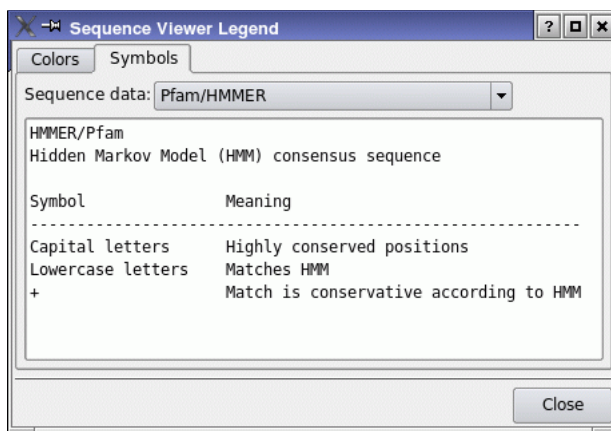 Sequence Viewer Legend
?
Colors Symbols
Sequence data: Pfam/HMMER
HMMER/Pfam
Hidden Markov Model (HMM) consensus sequence
Symbol Meaning
------------------------------------------------------------
Capital letters Highly conserved positions
Lowercase letters Matches HMM
+ Match is conservative according to HMM
Close